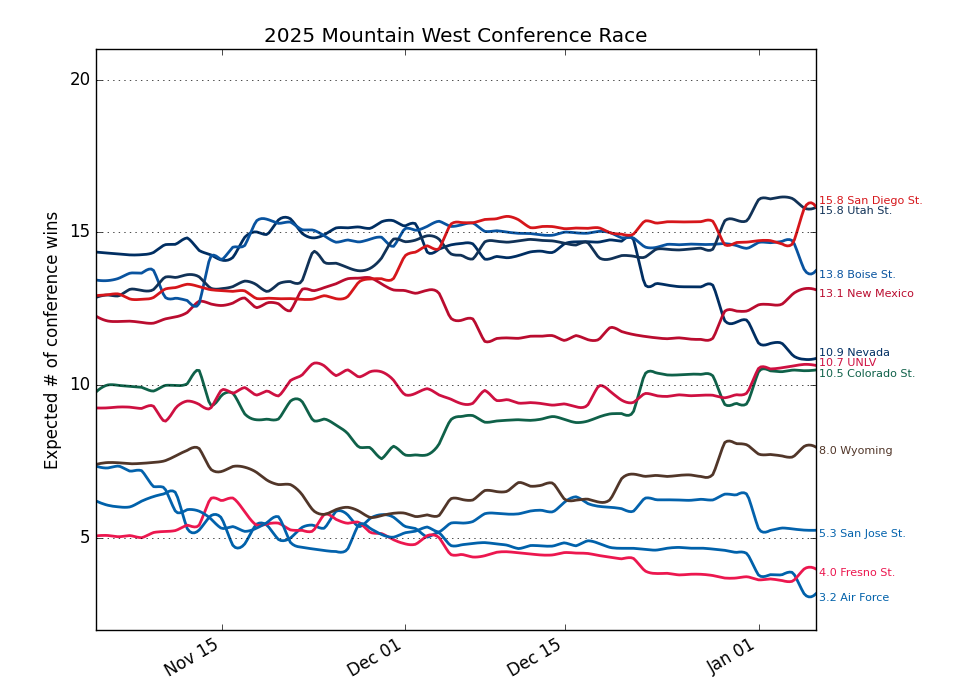 2025 Mountain West Conference Race
Expected # of conference wins
20
15
10
5
15.8 San Diego St.
15.8 Utah St.
13.8 Boise St.
13.1 New Mexico
10.9 Nevada
10.7 UNLV
10.5 Colorado St.
8.0 Wyoming
5.3 San Jose St.
4.0 Fresno St.
3.2 Air Force
Nov 15
Dec 01
Dec 15
Jan 01